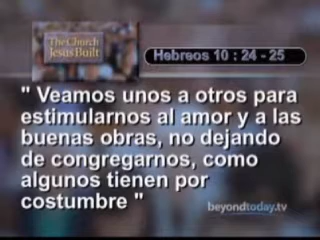 The Church
Jesus Built
Hebreos 10 : 24 - 25
" Veamos unos a otros para
estimularnos al amor y a las
buenas obras, no dejando
de congregarnos, como
algunos tienen por
costumbre "
beyondtoday.tv